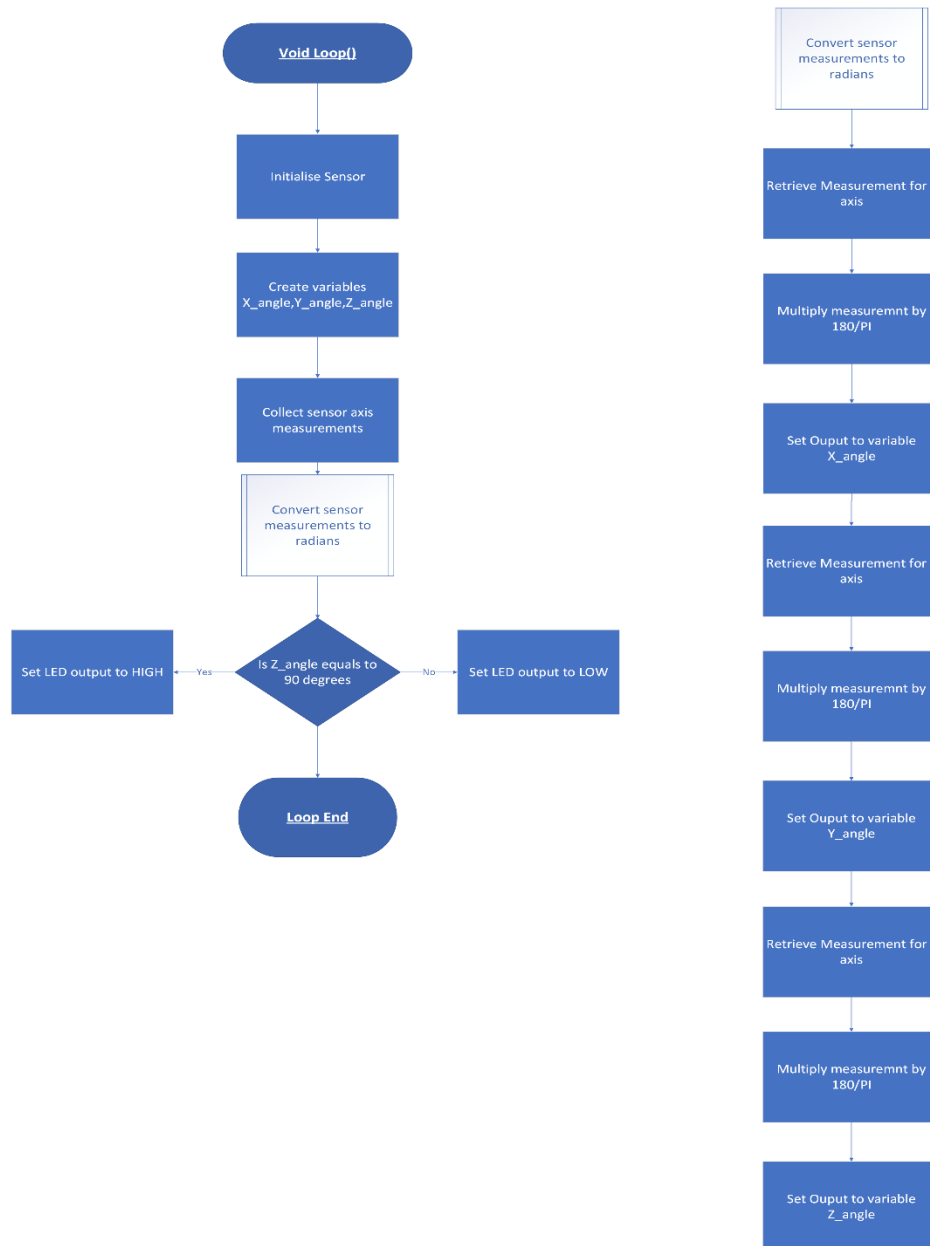 Void Loop()
Initialise Sensor
Create variables
X_angle,Y_angle,Z_angle
Collect sensor axis
measurements
Convert sensor
measurements to
radians
Set LED output to HIGH
Yes
Is Z_angle equals to
90 degrees
No
Set LED output to LOW
Loop End
Convert sensor
measurements to
radians
Retrieve Measurement for
axis
Multiply measuremnt by
180/PI
Set Ouput to variable
X_angle
Retrieve Measurement for
axis
Multiply measuremnt by
180/PI
Set Ouput to variable
Y_angle
Retrieve Measurement for
axis
Multiply measuremnt by
180/PI
Set Ouput to variable
Z_angle